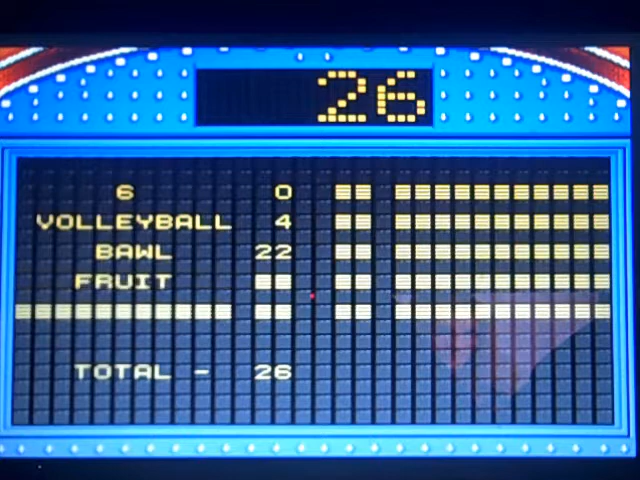 26
6 0
VOLLEYBALL 4
BAWL 22
FRUIT
TOTAL - 26